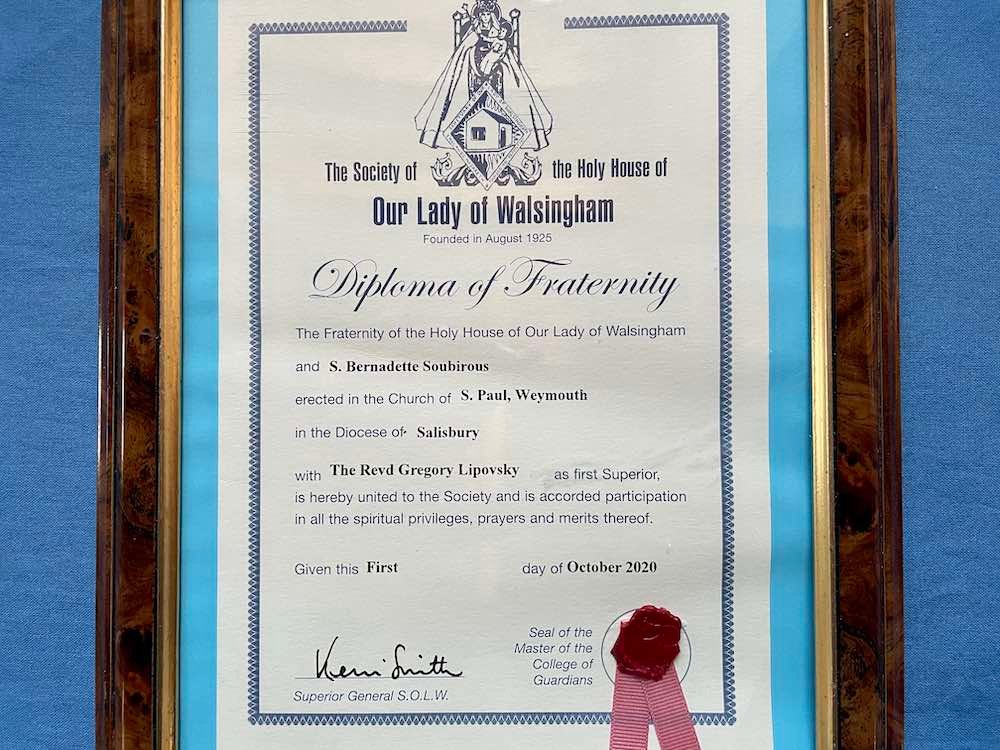 The Society of the Holy House of
Our Lady of Walsingham
Founded in August 1925
Diploma of Fraternity
The Fraternity of the Holy House of Our Lady of Walsingham
and S. Bernadette Soubirous
erected in the Church of S. Paul, Weymouth
in the Diocese of Salisbury
with The Revd Gregory Lipovsky as first Superior,
is hereby united to the Society and is accorded participation
in all the spiritual privileges, prayers and merits thereof.
Given this First day of October 2020
Seal of the
Master of the
College of
Guardians
Kevin Smith
Superior General S.O.L.W.